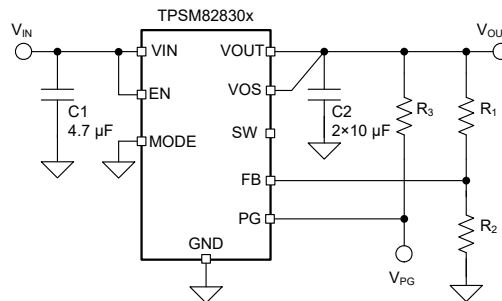 TPSM82830x
VIN
VIN
VOUT
VOU
EN
VOS
C1
4.7 µF
C2
2×10 µF
R3
R1
MODE
SW
FB
PG
R2
GND
VPG